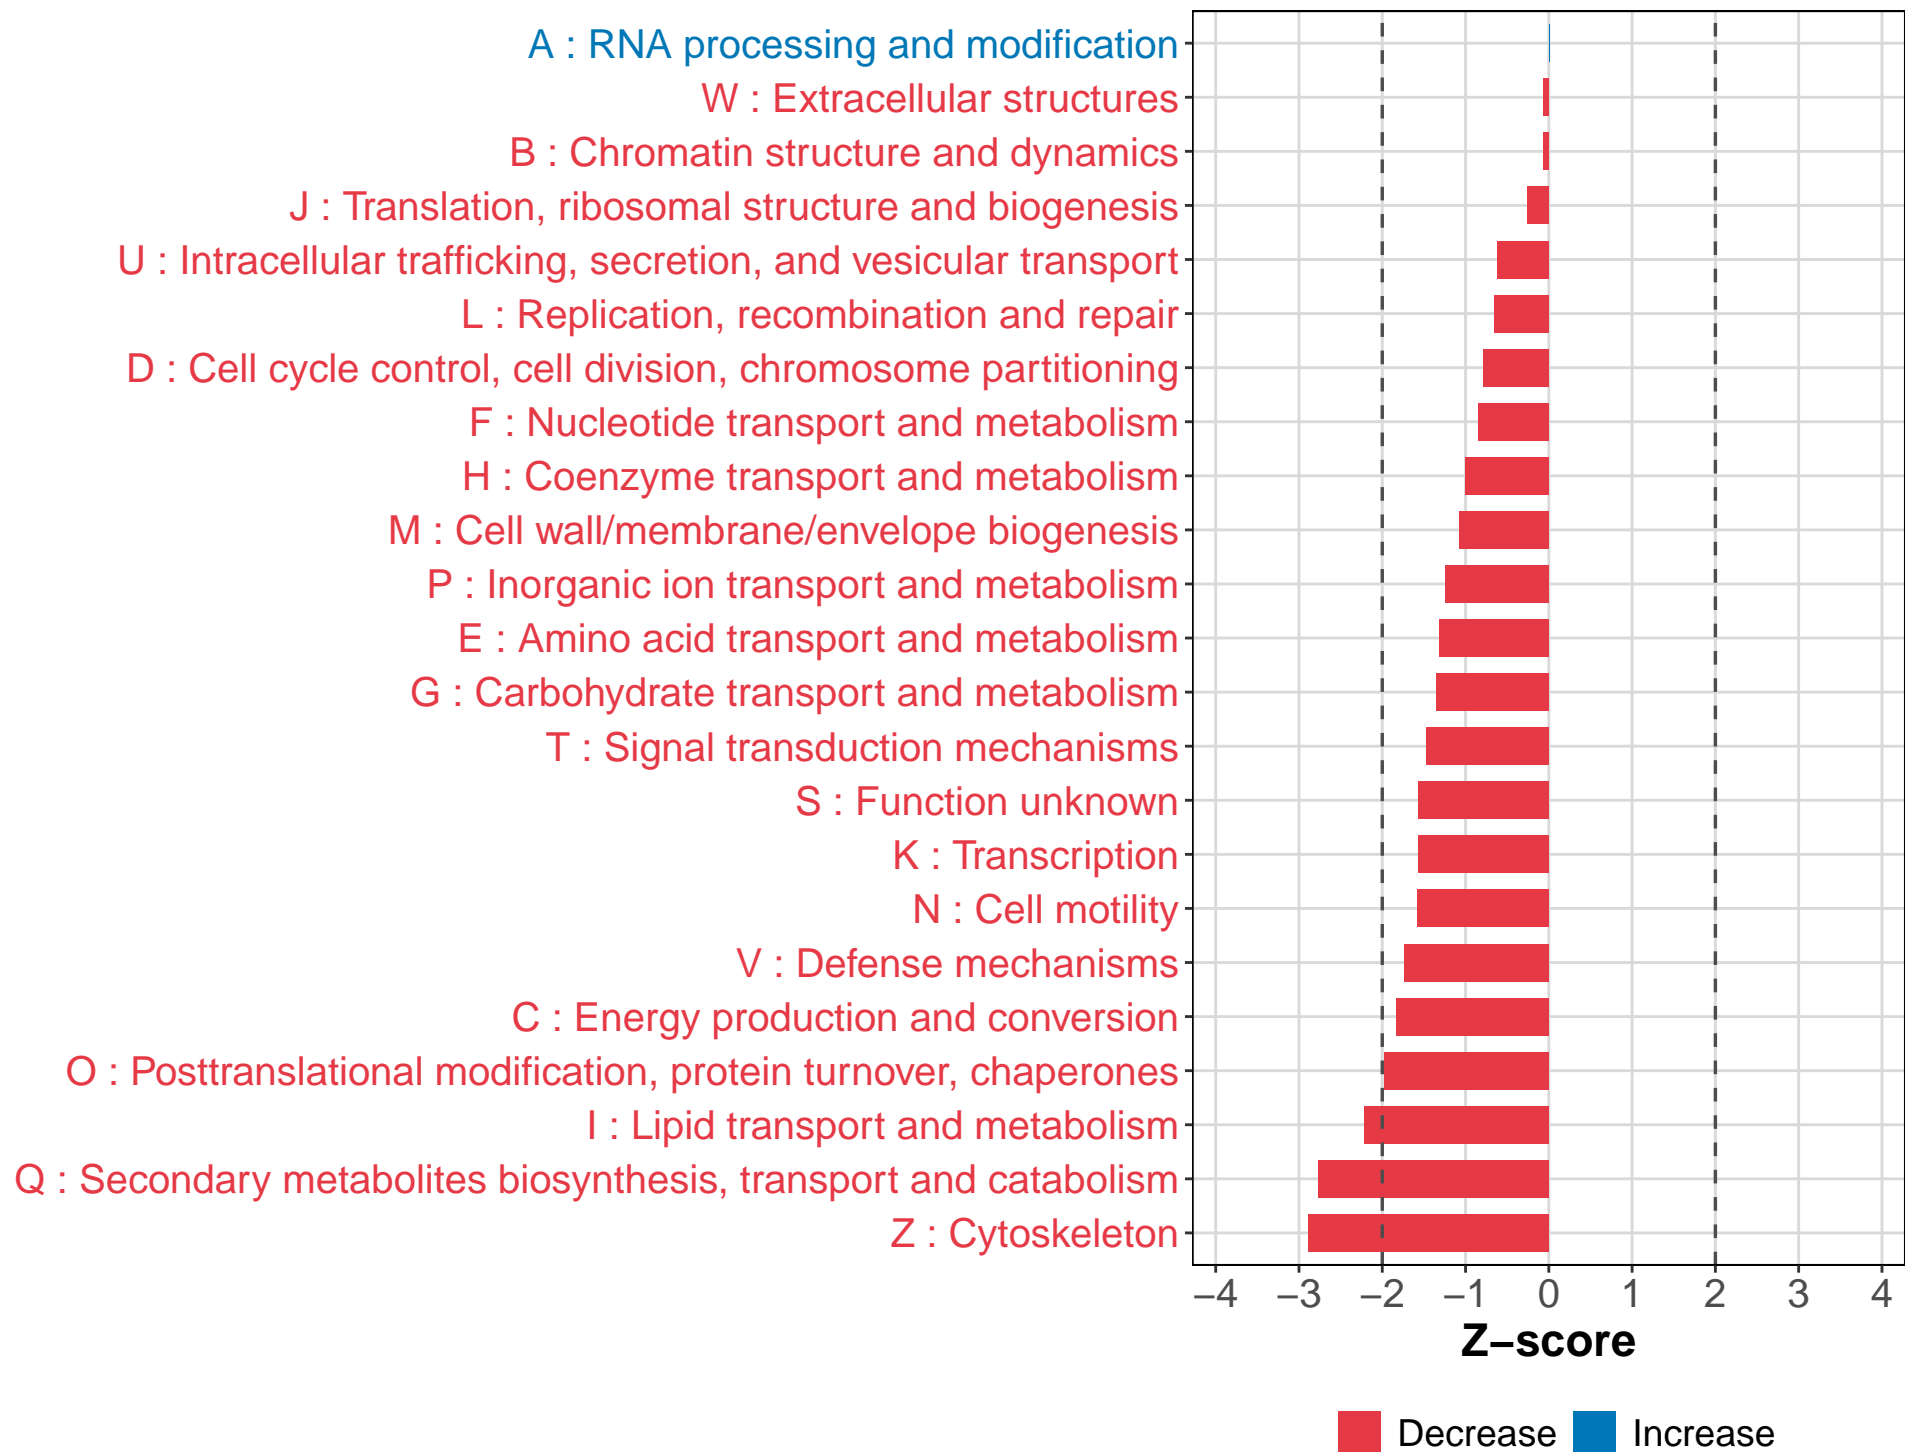 A : RNA processing and modification
W : Extracellular structures
B : Chromatin structure and dynamics
J : Translation, ribosomal structure and biogenesis
U : Intracellular trafficking, secretion, and vesicular transport
L : Replication, recombination and repair
D : Cell cycle control, cell division, chromosome partitioning
F : Nucleotide transport and metabolism
H : Coenzyme transport and metabolism
M : Cell wall/membrane/envelope biogenesis
P : Inorganic ion transport and metabolism
E : Amino acid transport and metabolism
G : Carbohydrate transport and metabolism
T : Signal transduction mechanisms
S : Function unknown
K : Transcription
N : Cell motility
V : Defense mechanisms
C : Energy production and conversion
O : Posttranslational modification, protein turnover, chaperones
I : Lipid transport and metabolism
Q : Secondary metabolites biosynthesis, transport and catabolism
Z : Cytoskeleton
−4 −3 −2 −1 0 1 2 3 4
Z−score
Decrease Increase